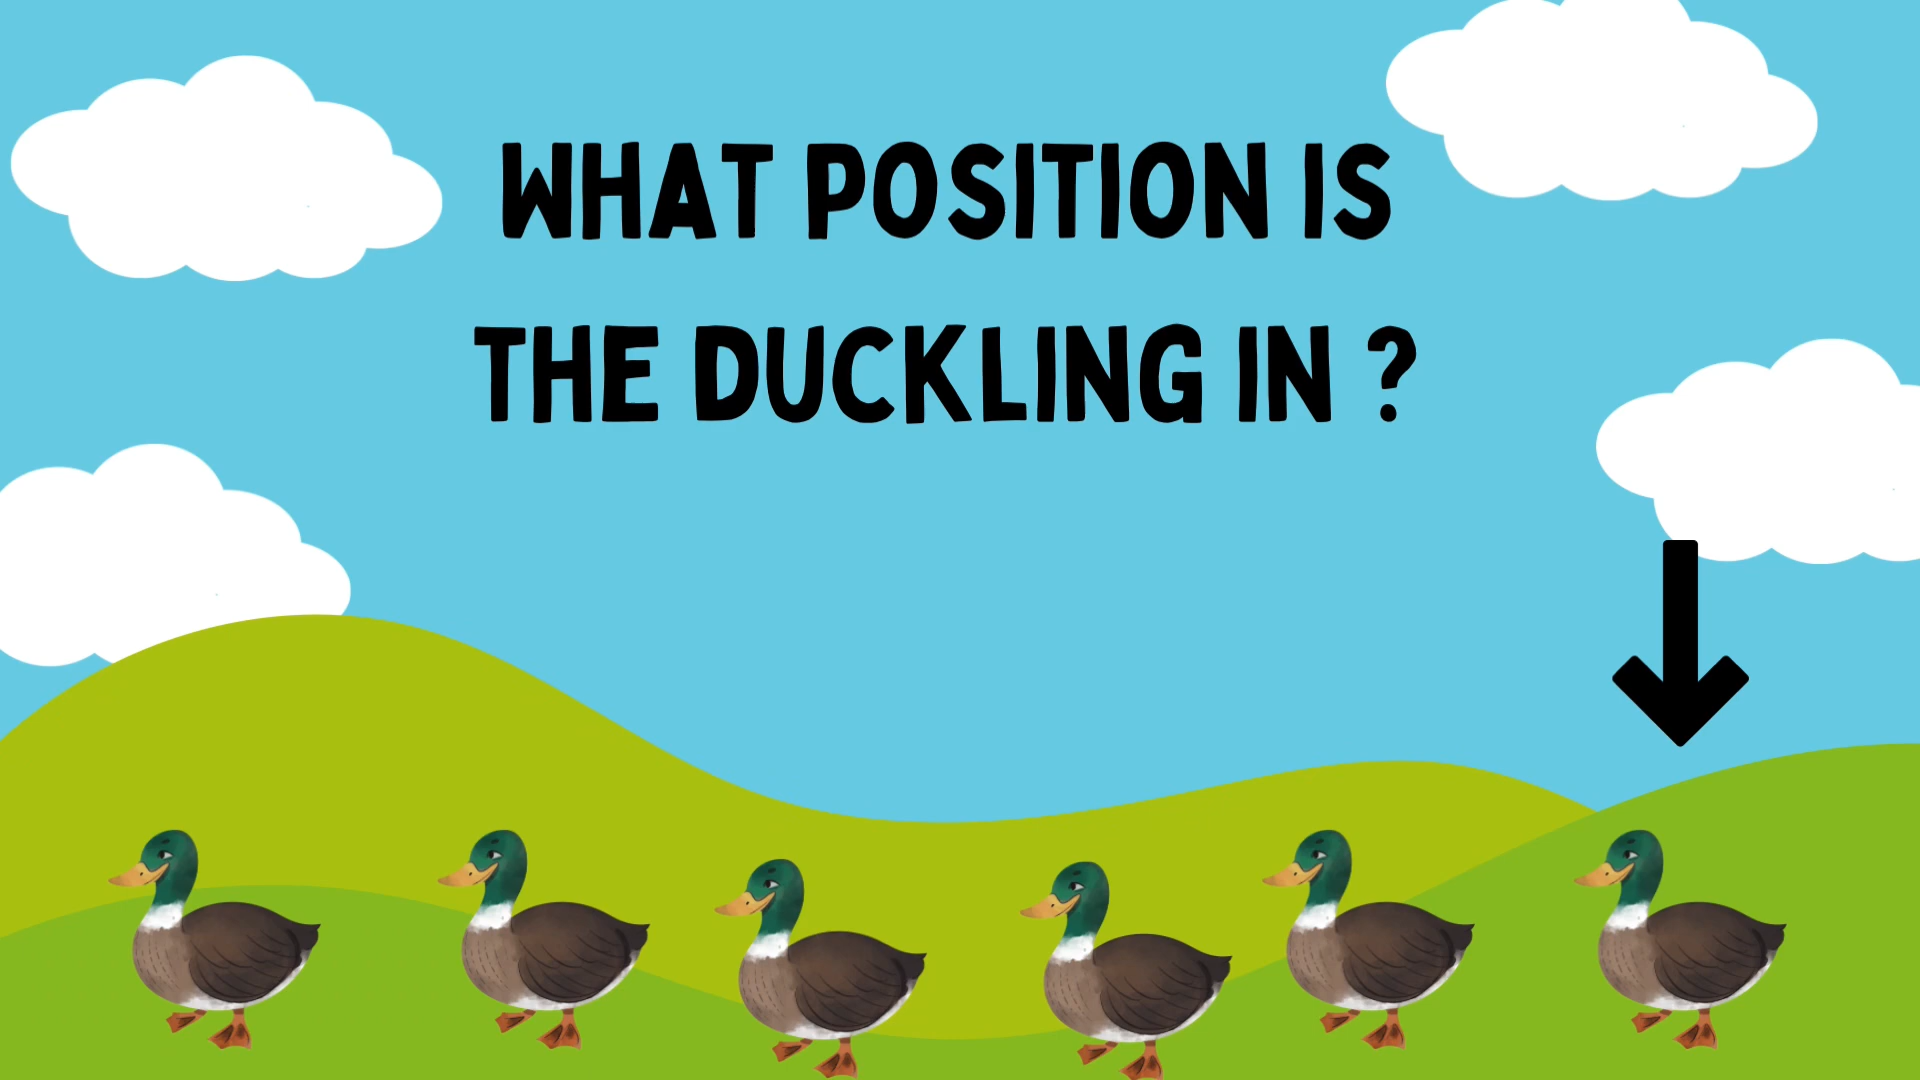 WHAT POSITION IS
THE DUCKLING IN ?